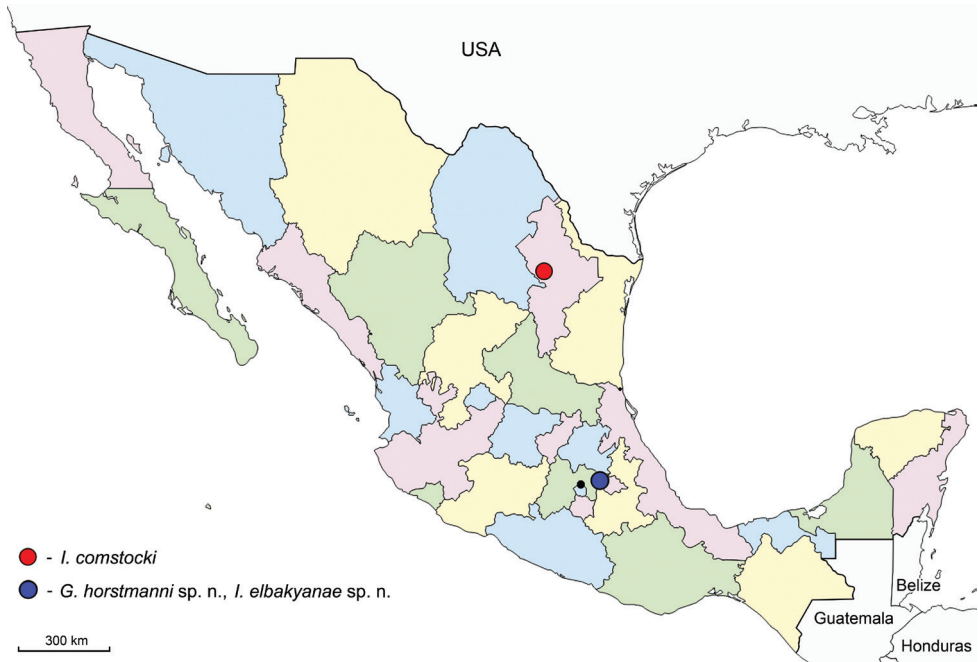 USA
- I. comstocki
- G. horstmanni sp. n., I. elbakyanae sp. n.
300 km
Belize
Guatemala
Honduras